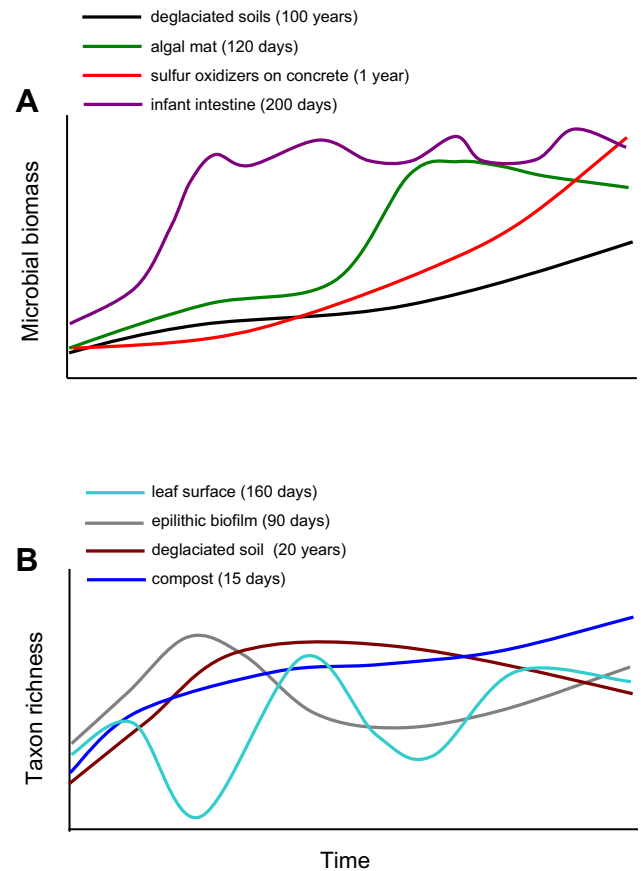 deglaciated soils (100 years)
algal mat (120 days)
sulfur oxidizers on concrete (1 year)
infant intestine (200 days)
A
Microbial biomass
leaf surface (160 days)
epilithic biofilm (90 days)
deglaciated soil (20 years)
compost (15 days)
B
Taxon richness
Time